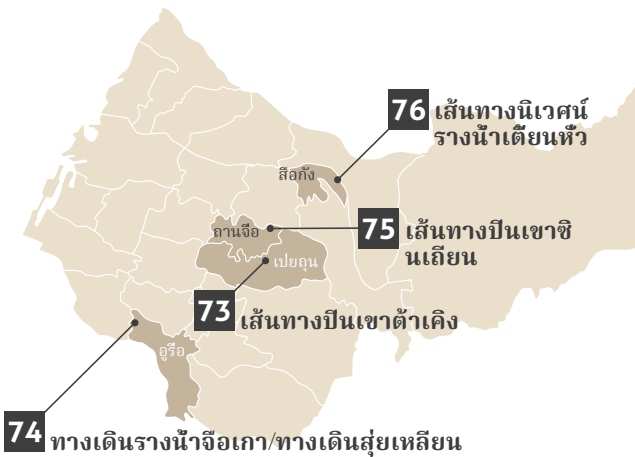 76 เส้นทางนิเวศน์
รางน้ำเตียนหัว
สือกัง
ถานจือ
75 เส้นทางปีนเขาซิ
นเถียน
เปยถุน
73 เส้นทางปีนเขาต้าเคิง
อูรือ
74 ทางเดินรางน้ำจือเกา/ทางเดินสุ่ยเหลียน